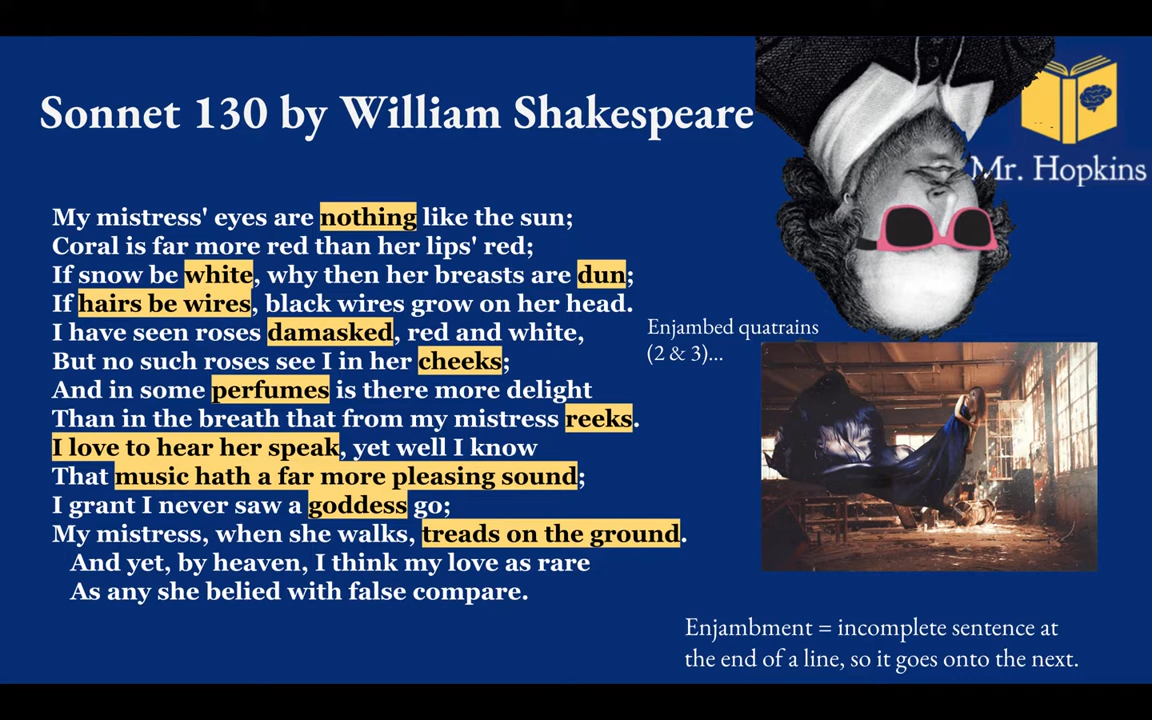 Sonnet 130 by William Shakespeare
Mr. Hopkins
My mistress' eyes are nothing like the sun;
Coral is far more red than her lips' red;
If snow be white, why then her breasts are dun;
If hairs be wires, black wires grow on her head.
I have seen roses damasked, red and white,
But no such roses see I in her cheeks;
And in some perfumes is there more delight
Than in the breath that from my mistress reeks.
I love to hear her speak, yet well I know
That music hath a far more pleasing sound;
I grant I never saw a goddess go;
My mistress, when she walks, treads on the ground.
And yet, by heaven, I think my love as rare
As any she belied with false compare.
Enjambed quatrains
(2 & 3)...
Enjambment = incomplete sentence at
the end of a line, so it goes onto the next.